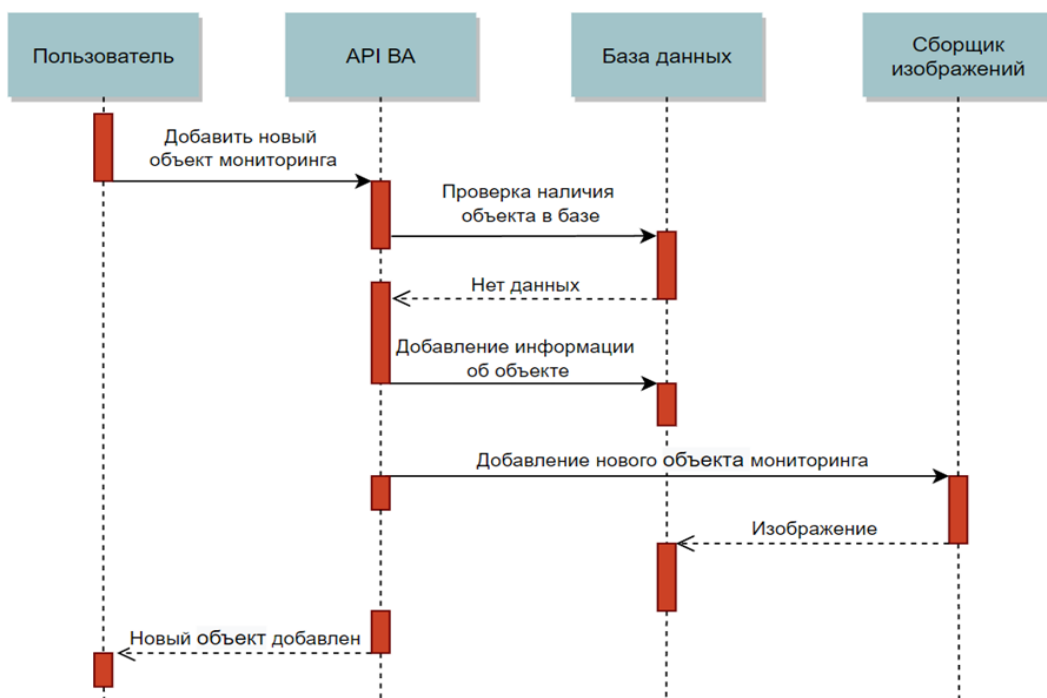 Пользователь
API BA
База данных
Сборщик
изображений
Добавить новый
объект мониторинга
Проверка наличия
объекта в базе
Нет данных
Добавление информации
об объекте
Добавление нового объекта мониторинга
Изображение
Новый объект добавлен